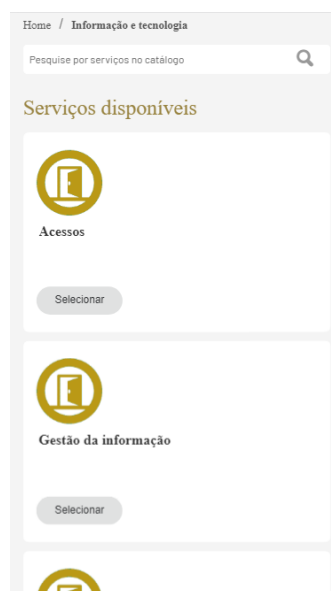 Home / Informação e tecnologia
Pesquise por serviços no catálogo
Serviços disponíveis
Acessos
Selecionar
Gestão da informação
Selecionar